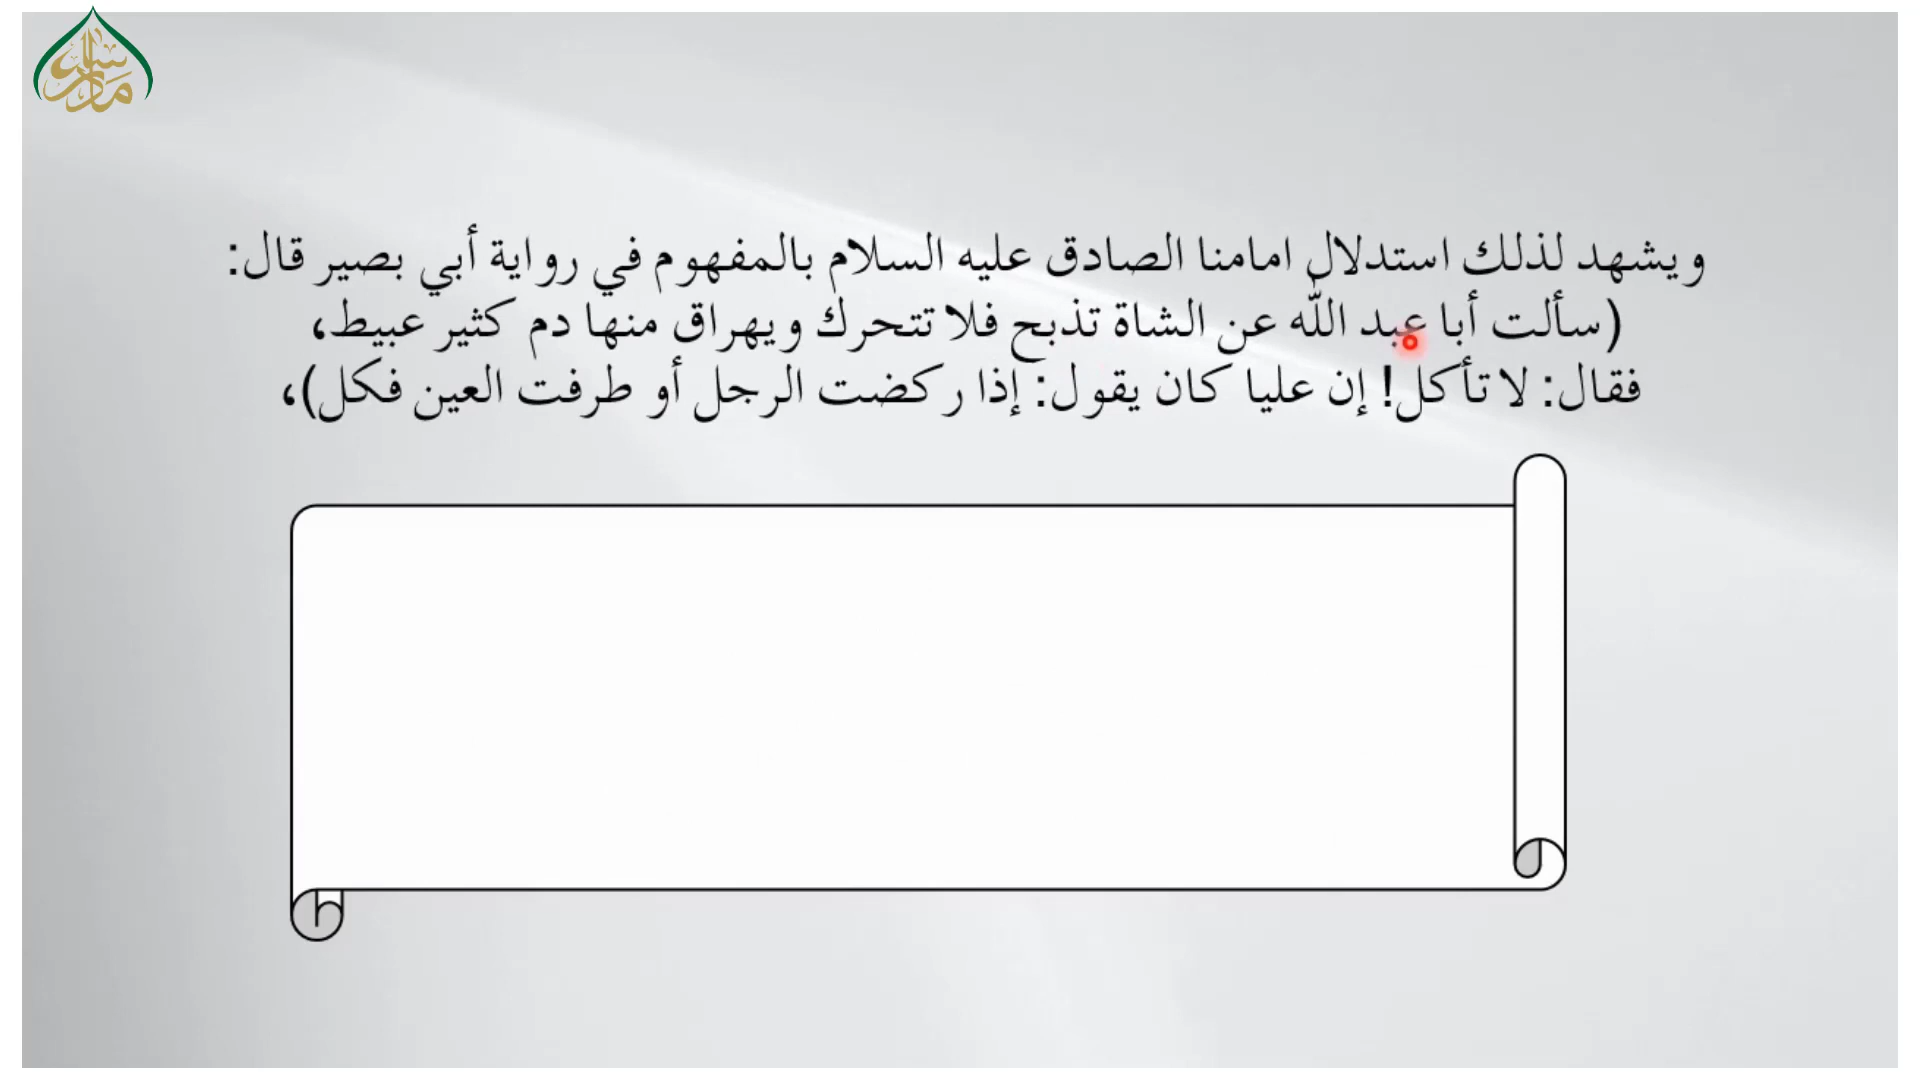 ويشهد لذلك استدلال امامنا الصادق عليه السلام بالمفهوم في رواية أبي بصير قال:
(سألت أبا عبد الله عن الشاة تذبح فلا تتحرك ويهراق منها دم كثير عبيط،
فقال: لا تأكل! إن عليا كان يقول: إذا ركضت الرجل أو طرفت العين فكل)،